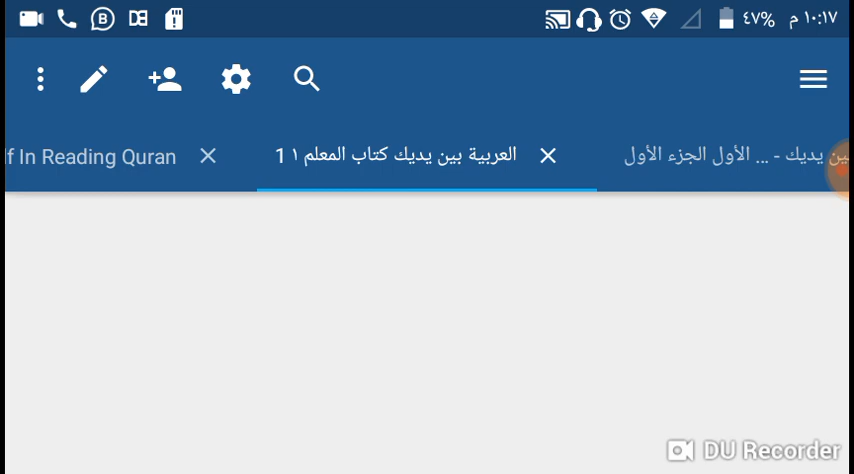 ٤٧% ١٠:١٧ م
f In Reading Quran
العربية بين يديك كتاب المعلم ١ 1
بين يديك - ... الأول الجزء الأول
DU Recorder